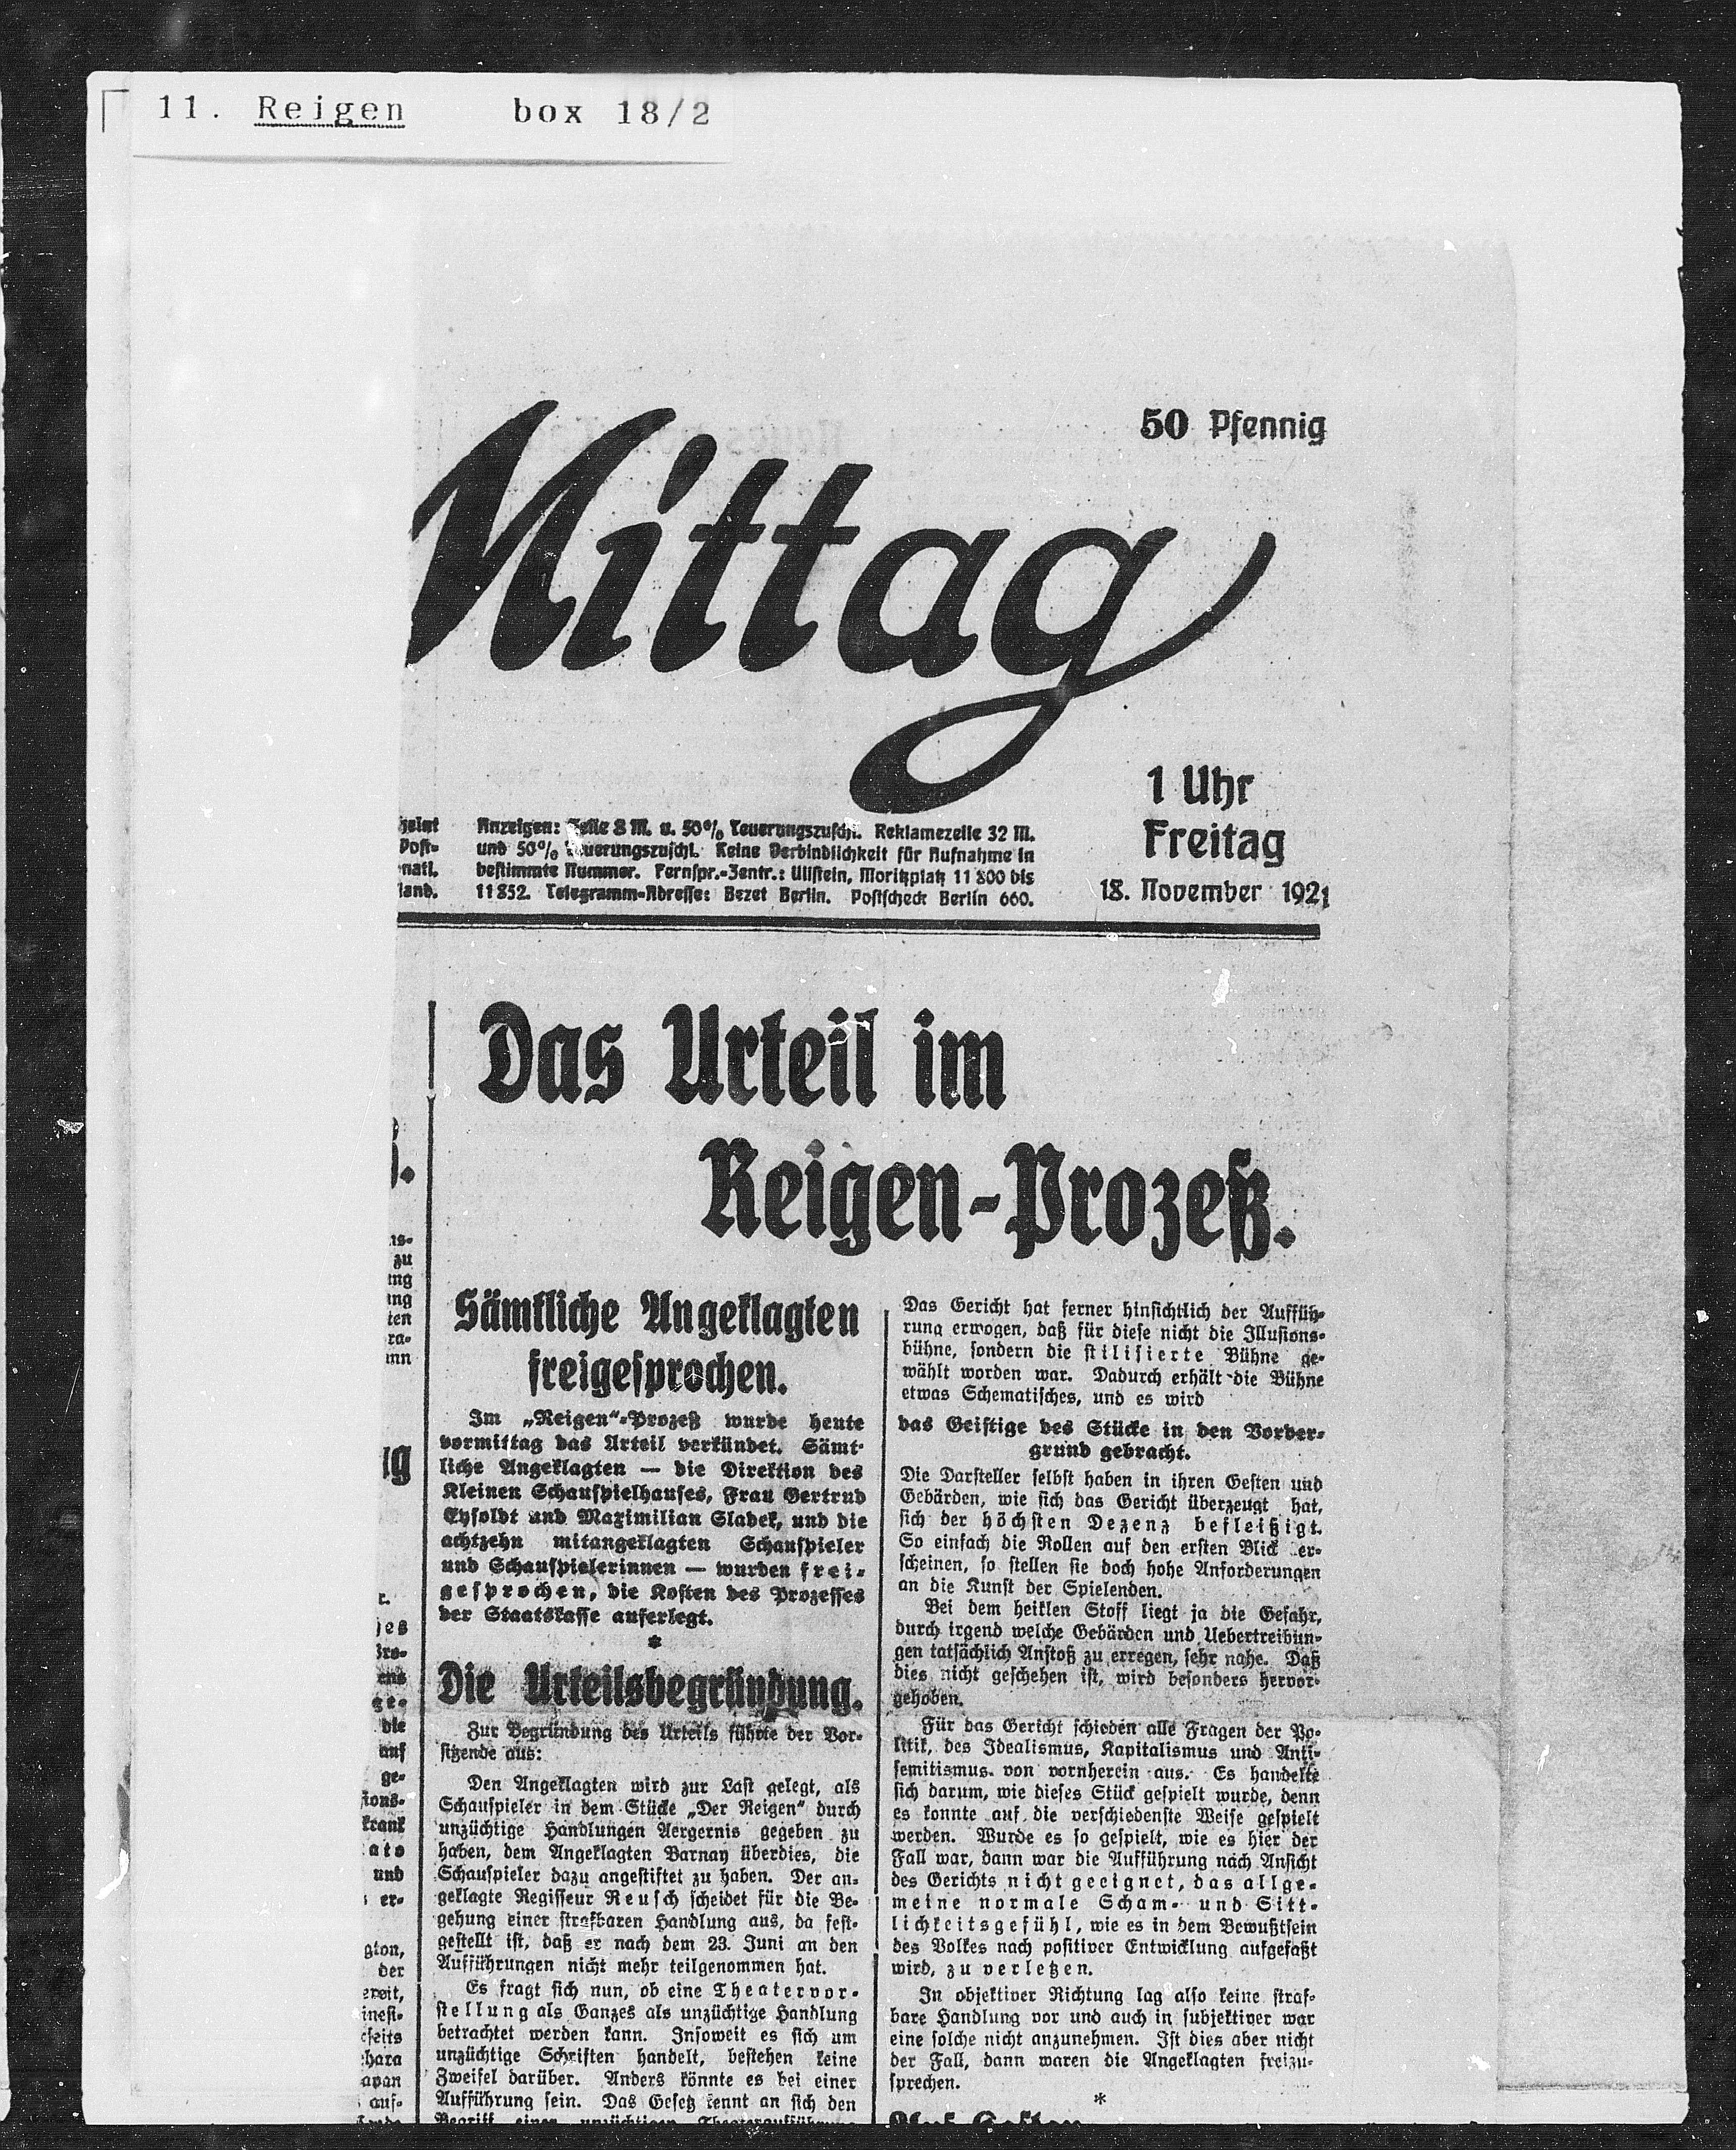 11. Reigen box 18/2
50 Pfennig
Mittag
1 Uhr
Freitag
18. November 1921
Anzeigen: Zeile 8 M. u. 50% Teuerungszuschl. Reklamezeile 32 M.
und 50% Teuerungszuschl. Keine Verbindlichkeit für Aufnahme in
bestimmte Nummer. Fernspr.-Zentr.: Ullstein, Moritzplatz 11 800 bis
11 852. Telegramm-Adresse: Bezet Berlin. Postscheck Berlin 660.
Das Urteil im
Reigen-Prozeß.
Sämtliche Angeklagten
freigesprochen.
Im „Reigen"-Prozeß wurde heute
vormittag das Urteil verkündet. Sämt-
liche Angeklagten — die Direktion des
Kleinen Schauspielhauses, Frau Gertrud
Eysoldt und Maximilian Sladek, und die
achtzehn mitangeklagten Schauspieler
und Schauspielerinnen — wurden frei-
gesprochen, die Kosten des Prozesses
der Staatskasse auferlegt.
*
Die Urteilsbegründung.
Zur Begründung des Urteils führte der Vor-
sitzende aus:
Den Angeklagten wird zur Last gelegt, als
Schauspieler in dem Stücke „Der Reigen" durch
unzüchtige Handlungen Aergernis gegeben zu
haben, dem Angeklagten Barnay überdies, die
Schauspieler dazu angestiftet zu haben. Der an-
geklagte Regisseur Reusch scheidet für die Be-
gehung einer strafbaren Handlung aus, da fest-
gestellt ist, daß er nach dem 23. Juni an den
Aufführungen nicht mehr teilgenommen hat.
Es fragt sich nun, ob eine Theatervor-
stellung als Ganzes als unzüchtige Handlung
betrachtet werden kann. Insoweit es sich um
unzüchtige Schriften handelt, bestehen keine
Zweifel darüber. Anders könnte es bei einer
Aufführung sein. Das Gesetz kennt an sich den
Begriff einer unzüchtigen Theateraufführung
Das Gericht hat ferner hinsichtlich der Auffüh-
rung erwogen, daß für diese nicht die Illusions-
bühne, sondern die stilisierte Bühne ge-
wählt worden war. Dadurch erhält die Bühne
etwas Schematisches, und es wird
das Geistige des Stücks in den Vorder-
grund gebracht.
Die Darsteller selbst haben in ihren Gesten und
Gebärden, wie sich das Gericht überzeugt hat,
sich der höchsten Dezenz befleißigt.
So einfach die Rollen auf den ersten Blick er-
scheinen, so stellen sie doch hohe Anforderungen
an die Kunst der Spielenden.
Bei dem heiklen Stoff liegt ja die Gefahr,
durch irgend welche Gebärden und Uebertreibun-
gen tatsächlich Anstoß zu erregen, sehr nahe. Daß
dies nicht geschehen ist, wird besonders hervor-
gehoben.
Für das Gericht schieden alle Fragen der Po-
litik, des Idealismus, Kapitalismus und Anti-
semitismus von vornherein aus. Es handelte
sich darum, wie dieses Stück gespielt wurde, denn
es konnte auf die verschiedenste Weise gespielt
werden. Wurde es so gespielt, wie es hier der
Fall war, dann war die Aufführung nach Ansicht
des Gerichts nicht geeignet, das allge-
meine normale Scham- und Sitt-
lichkeitsgefühl, wie es in dem Bewußtsein
des Volkes nach positiver Entwicklung aufgefaßt
wird, zu verletzen.
In objektiver Richtung lag also keine straf-
bare Handlung vor und auch in subjektiver war
eine solche nicht anzunehmen. Ist dies aber nicht
der Fall, dann waren die Angeklagten freizu-
sprechen.
*